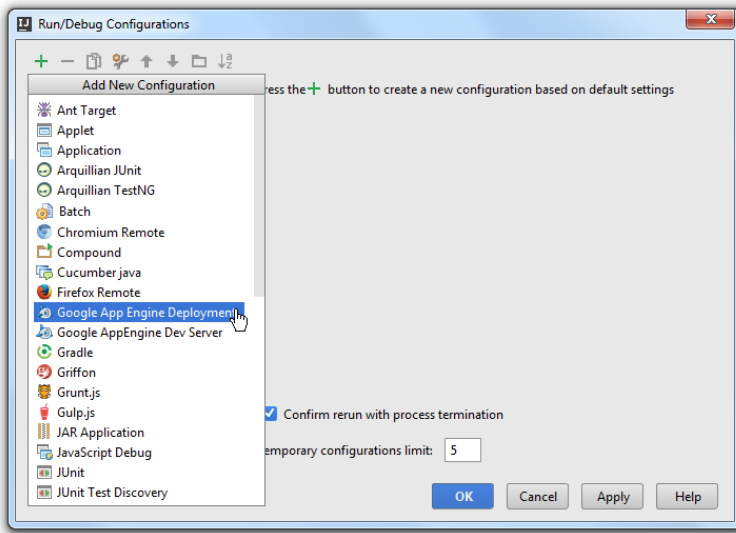 Run/Debug Configurations
Add New Configuration
ress the + button to create a new configuration based on default settings
Ant Target
Applet
Application
Arquillian JUnit
Arquillian TestNG
Batch
Chromium Remote
Compound
Cucumber java
Firefox Remote
Google App Engine Deployment
Google AppEngine Dev Server
Gradle
Griffon
Grunt.js
Gulp.js
Confirm rerun with process termination
JAR Application
JavaScript Debug
emporary configurations limit: 5
JUnit
JUnit Test Discovery
OK Cancel Apply Help